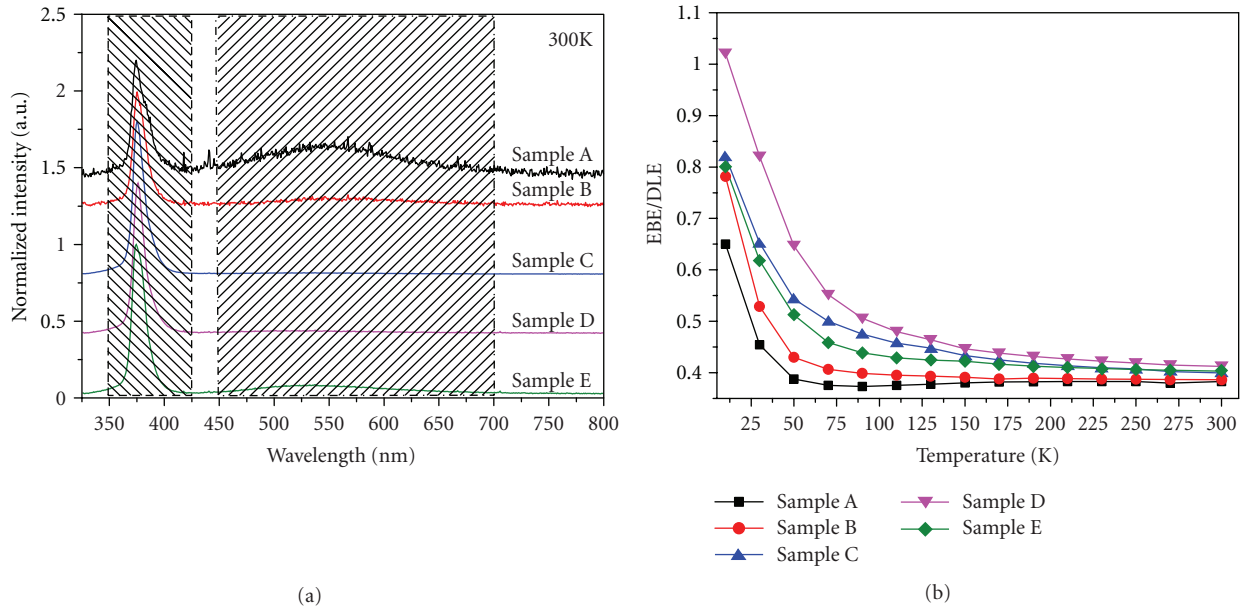 2.5
2
1.5
1
0.5
0
Normalized intensity (a.u.)
300K
Sample A
Sample B
Sample C
Sample D
Sample E
350 400 450 500 550 600 650 700 750 800
Wavelength (nm)
(a)
1.1
1
0.9
0.8
0.7
0.6
0.5
0.4
EBE/DLE
25 50 75 100 125 150 175 200 225 250 275 300
Temperature (K)
Sample A
Sample B
Sample C
Sample D
Sample E
(b)